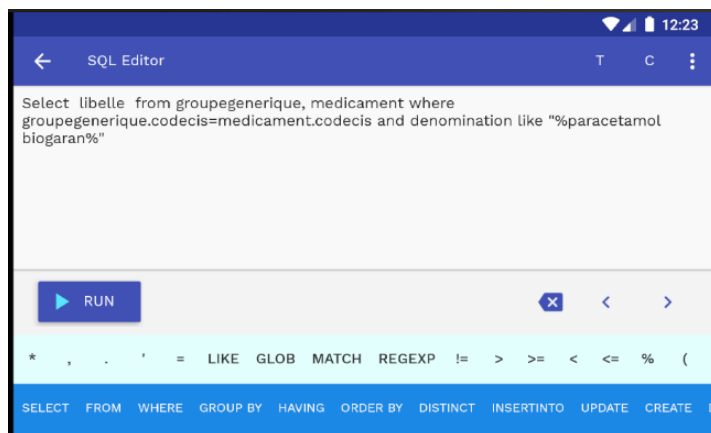 12:23
SQL Editor T C
Select libelle from groupegenerique, medicament where
groupegenerique.codecis=medicament.codecis and denomination like "%paracetamol
biogaran%"
RUN
* , . ' = LIKE GLOB MATCH REGEXP != > >= < <= % (
SELECT FROM WHERE GROUP BY HAVING ORDER BY DISTINCT INSERTINTO UPDATE CREATE